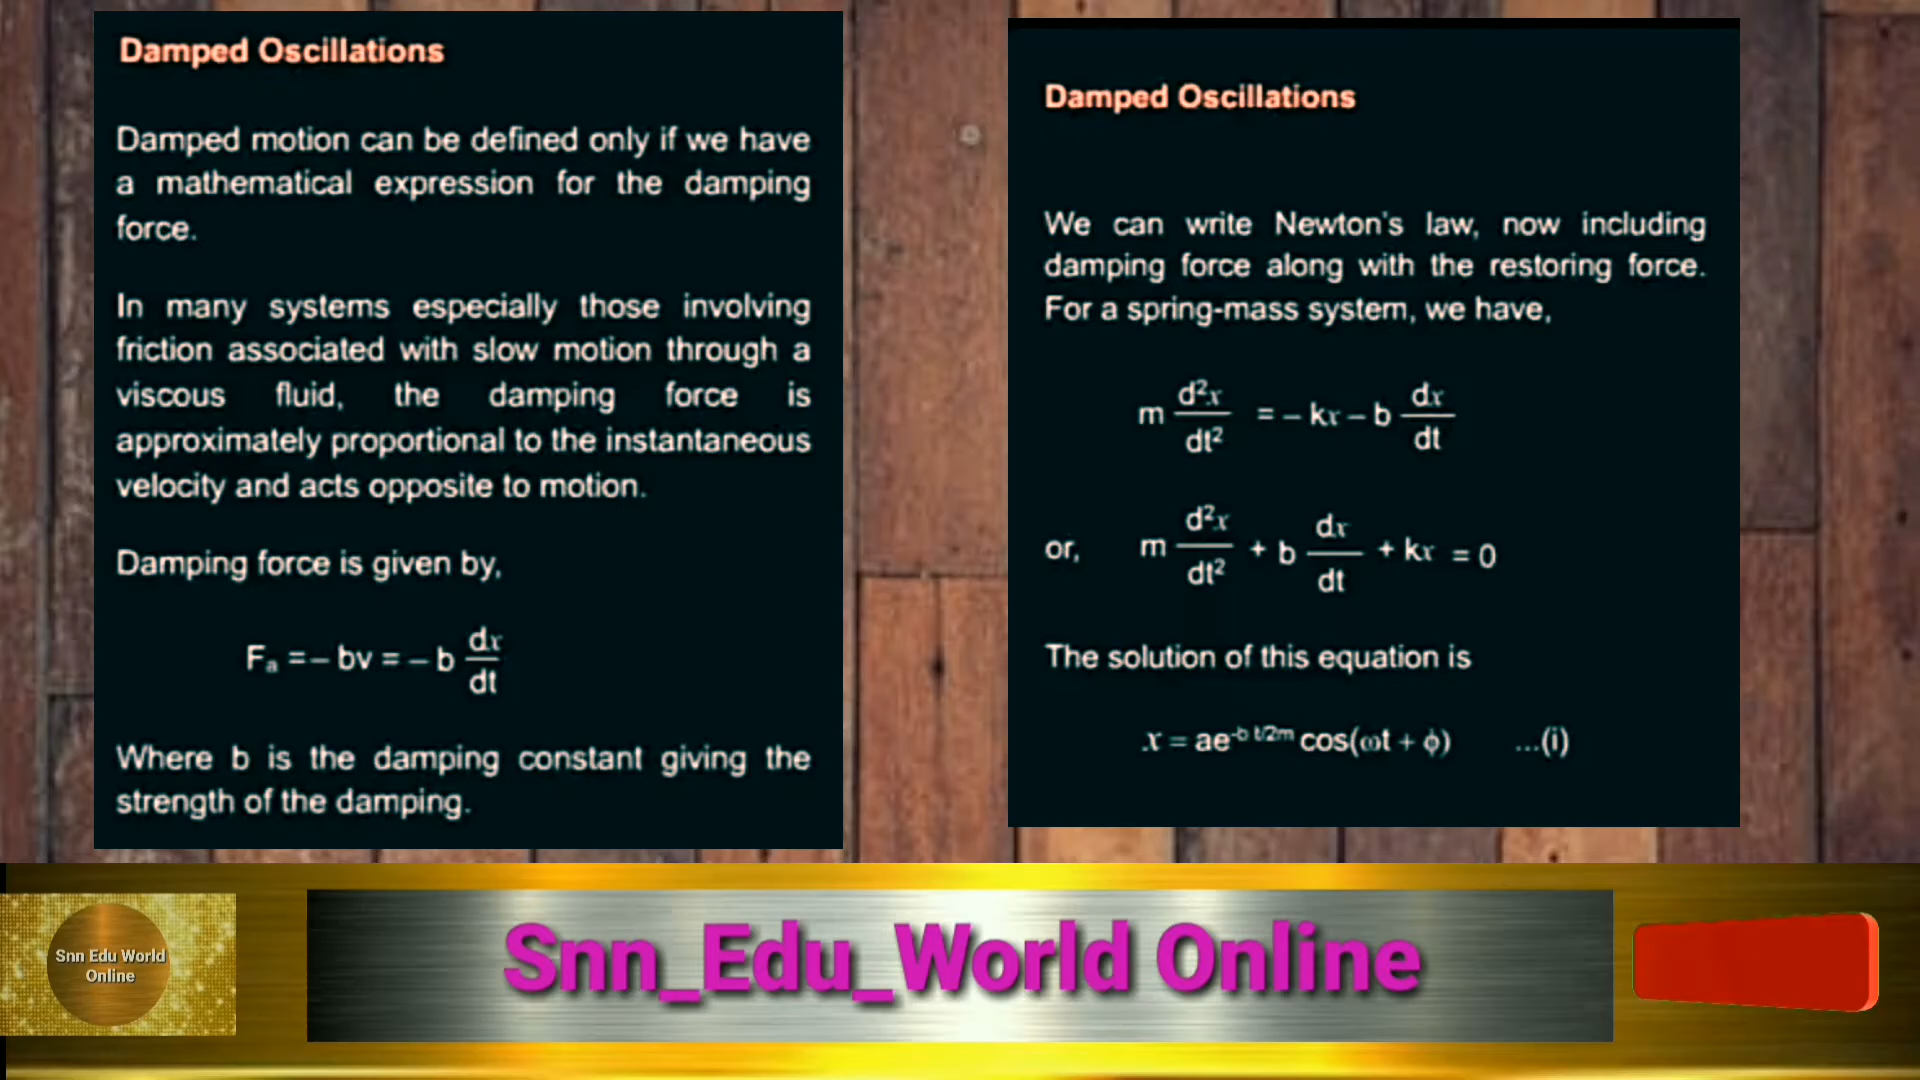 Damped Oscillations
Damped motion can be defined only if we have
a mathematical expression for the damping
force.
In many systems especially those involving
friction associated with slow motion through a
viscous fluid, the damping force is
approximately proportional to the instantaneous
velocity and acts opposite to motion.
Damping force is given by,
Fₐ =– bv = – b dx/dt
Where b is the damping constant giving the
strength of the damping.
Damped Oscillations
We can write Newton's law, now including
damping force along with the restoring force.
For a spring-mass system, we have,
m d²x/dt² = – kx – b dx/dt
or, m d²x/dt² + b dx/dt + kx = 0
The solution of this equation is
x = ae^-b t/2m cos(ωt + ϕ) ...(i)
Snn Edu World
Online
Snn_Edu_World Online